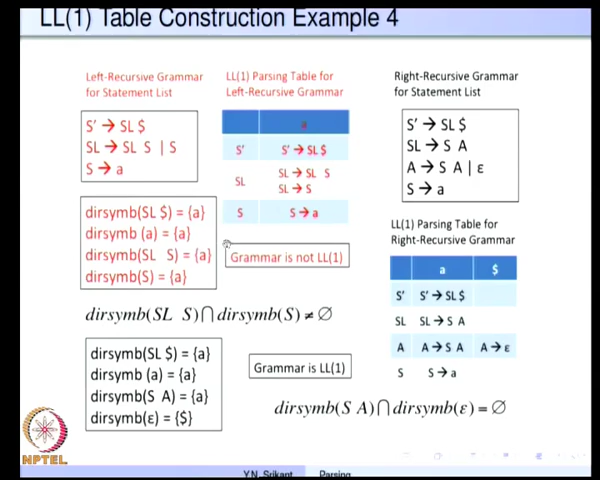 LL(1) Table Construction Example 4
Left-Recursive Grammar
for Statement List
S' → SL $
SL → SL S | S
S → a
dirsymb(SL $) = {a}
dirsymb (a) = {a}
dirsymb(SL S) = {a}
dirsymb(S) = {a}
LL(1) Parsing Table for
Left-Recursive Grammar
a
S' S' → SL $
SL SL → SL S
SL → S
S S → a
Grammar is not LL(1)
dirsymb(SL S) ⋂ dirsymb(S) ≠ ∅
dirsymb(SL $) = {a}
dirsymb (a) = {a}
dirsymb(S A) = {a}
dirsymb(ε) = {$}
Grammar is LL(1)
Right-Recursive Grammar
for Statement List
S' → SL $
SL → S A
A → S A | ε
S → a
LL(1) Parsing Table for
Right-Recursive Grammar
a $
S' S' → SL $
SL SL → S A
A A → S A A → ε
S S → a
dirsymb(S A) ⋂ dirsymb(ε) = ∅
NPTEL
Y.N. Srikant Parsing